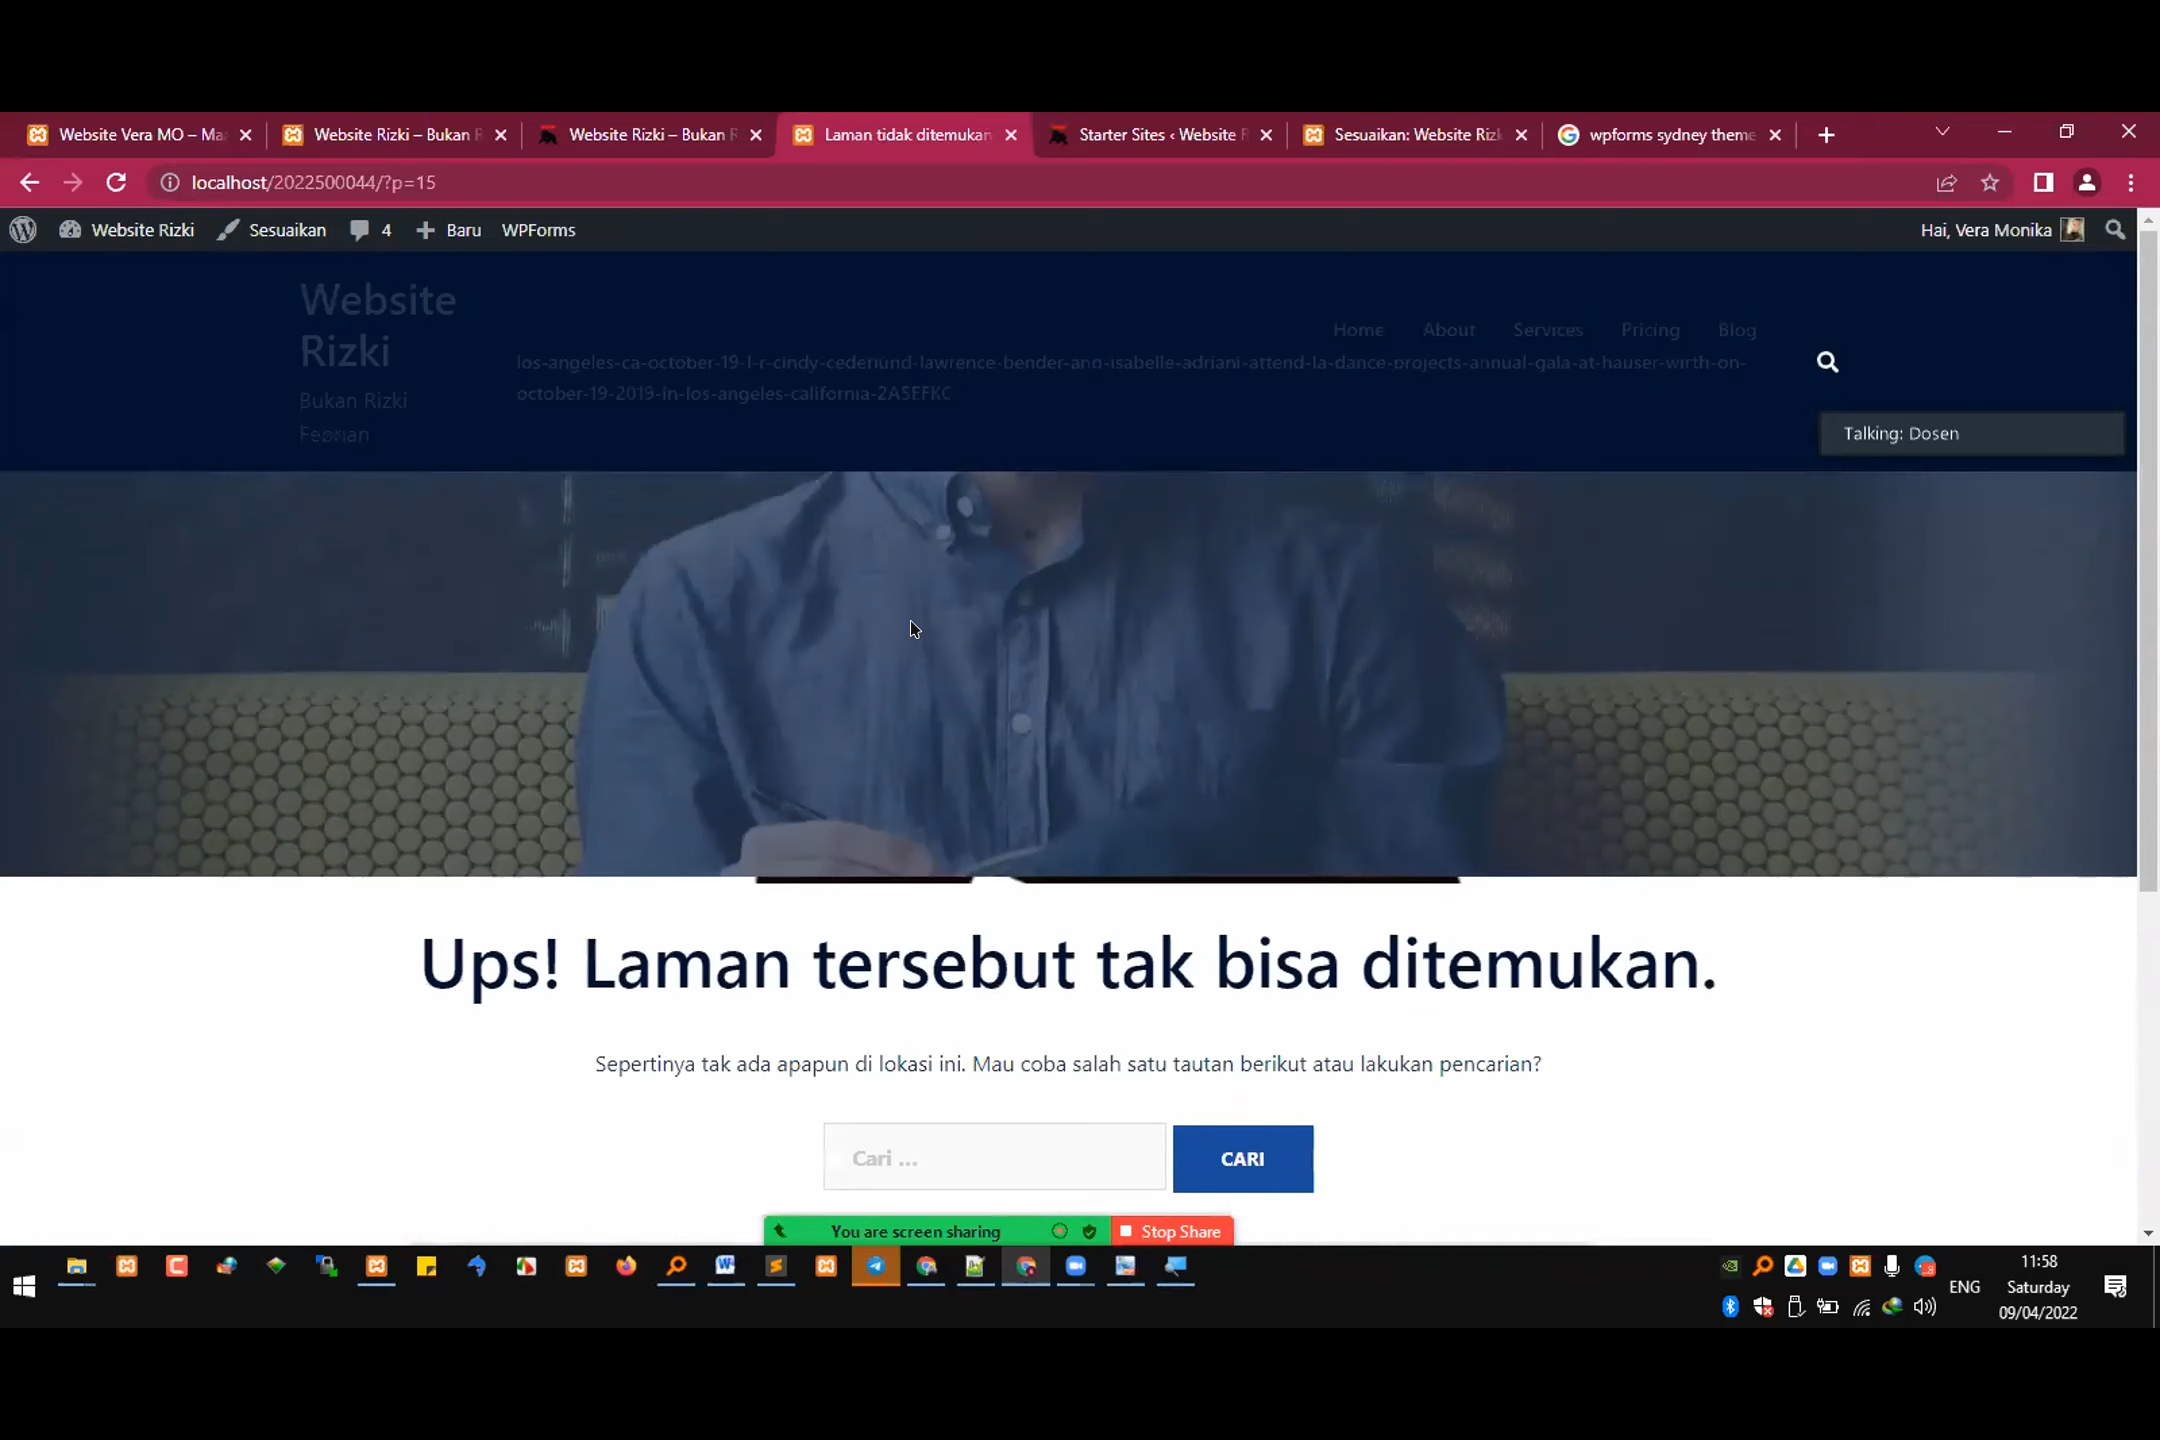 Website Vera MO – Ma
Website Rizki – Bukan R
Website Rizki – Bukan R
Laman tidak ditemukan
Starter Sites ‹ Website R
Sesuaikan: Website Rizk
wpforms sydney theme
localhost/2022500044/?p=15
Website Rizki
Sesuaikan
4
Baru
WPForms
Hai, Vera Monika
Website
Rizki
Bukan Rizki
Febrian
Home
About
Services
Pricing
Blog
los-angeles-ca-october-19-l-r-cindy-cederlund-lawrence-bender-and-isabelle-adriani-attend-la-dance-projects-annual-gala-at-hauser-wirth-on-
october-19-2019-in-los-angeles-california-2A5EFKC
Talking: Dosen
Ups! Laman tersebut tak bisa ditemukan.
Sepertinya tak ada apapun di lokasi ini. Mau coba salah satu tautan berikut atau lakukan pencarian?
Cari ...
CARI
You are screen sharing
Stop Share
ENG
11:58
Saturday
09/04/2022